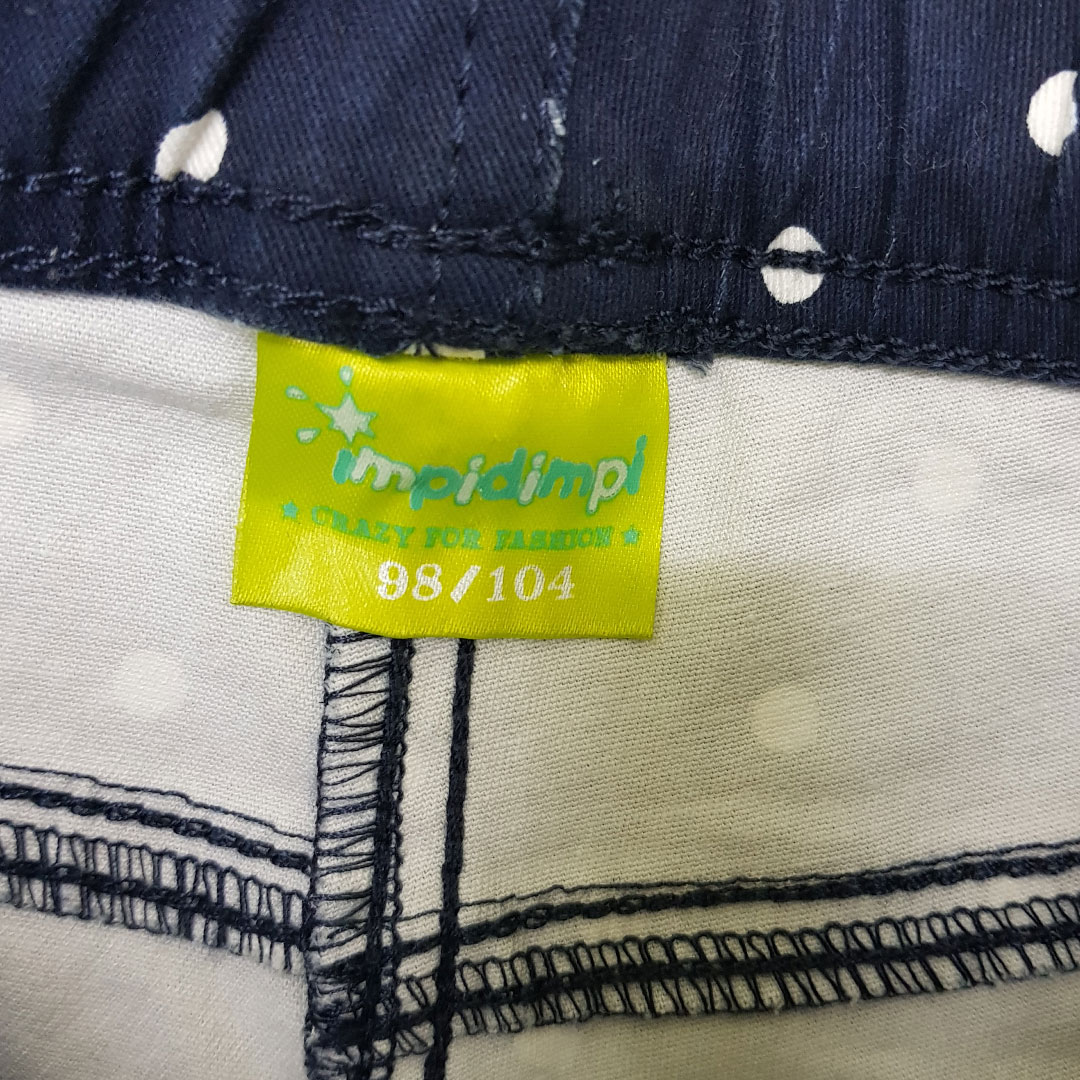 impidimpi
★ CRAZY FOR FASHION ★
98/104